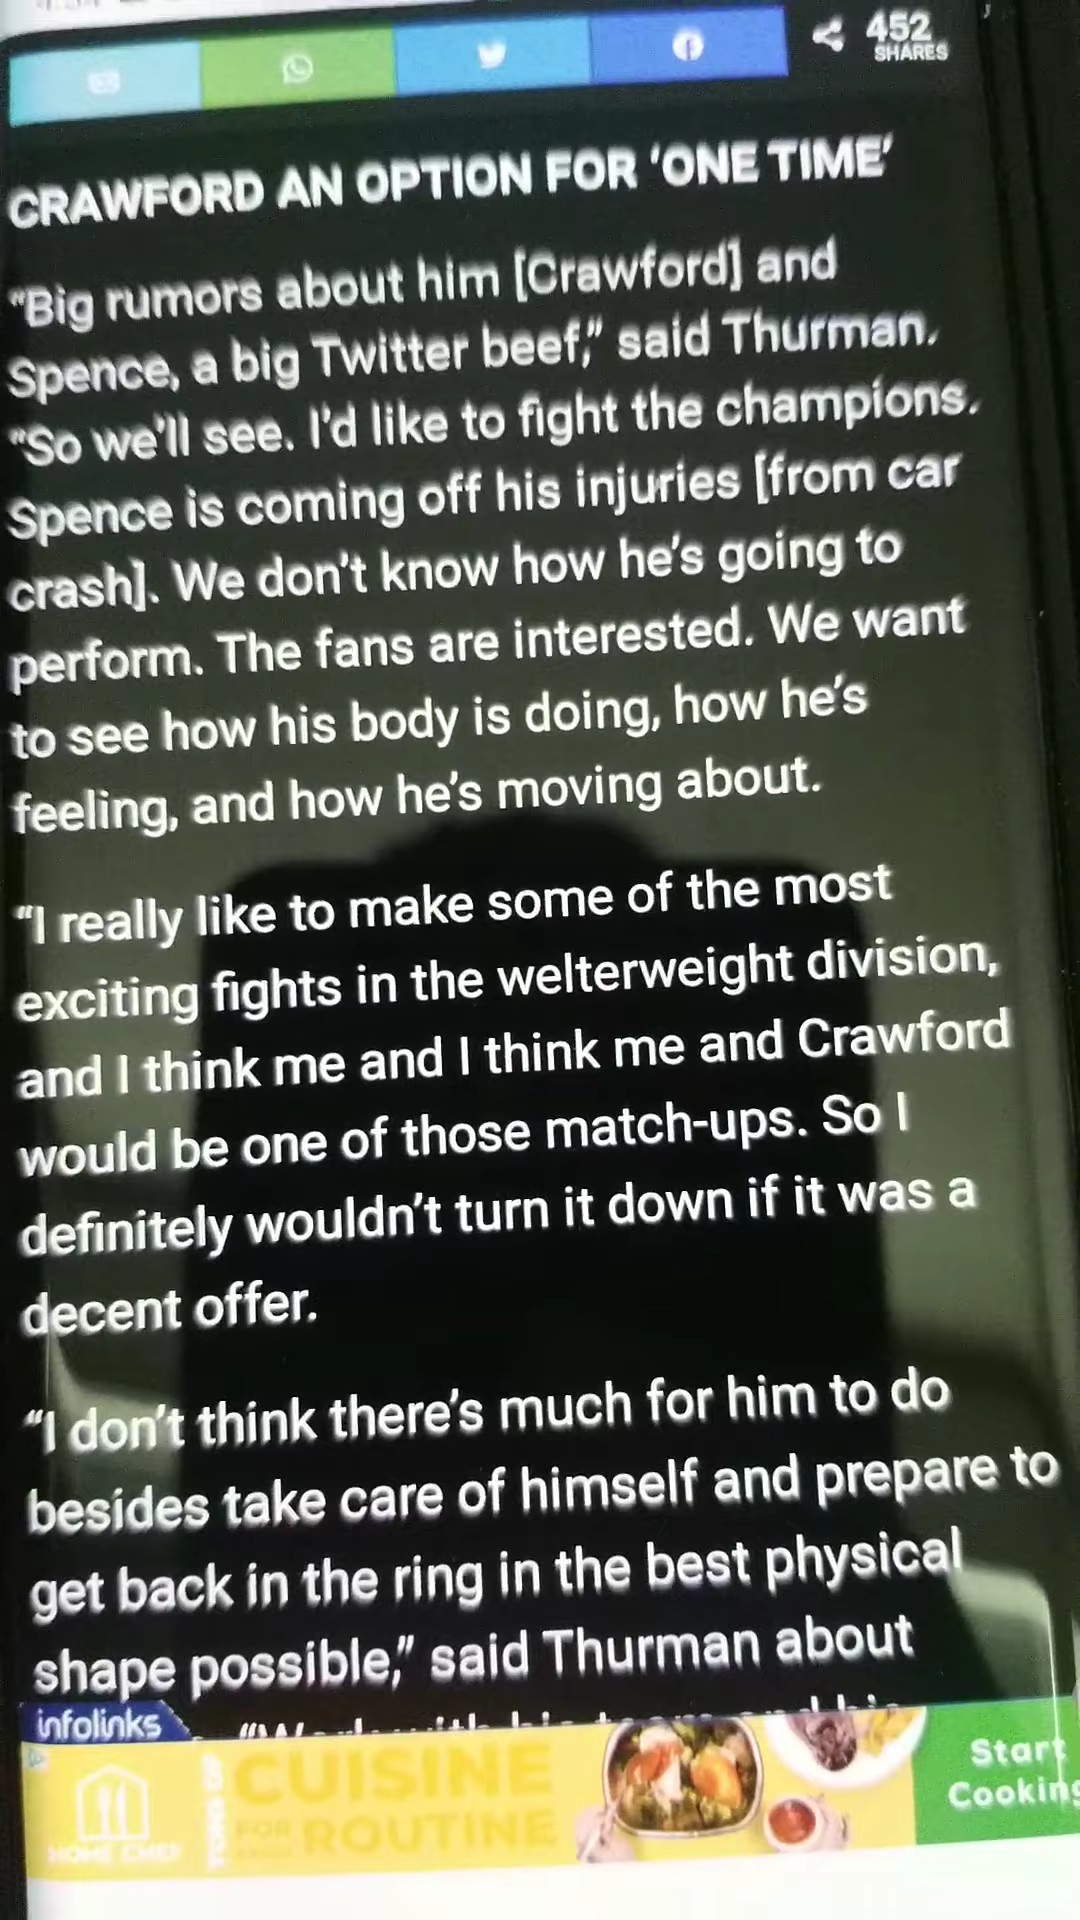 452
SHARES
CRAWFORD AN OPTION FOR ‘ONE TIME’
“Big rumors about him [Crawford] and
Spence, a big Twitter beef,” said Thurman.
“So we’ll see. I’d like to fight the champions.
Spence is coming off his injuries [from car
crash]. We don’t know how he’s going to
perform. The fans are interested. We want
to see how his body is doing, how he’s
feeling, and how he’s moving about.
“I really like to make some of the most
exciting fights in the welterweight division,
and I think me and I think me and Crawford
would be one of those match-ups. So I
definitely wouldn’t turn it down if it was a
decent offer.
“I don’t think there’s much for him to do
besides take care of himself and prepare to
get back in the ring in the best physical
shape possible,” said Thurman about
infolinks
HOME CHEF
CUISINE
FOR
ROUTINE
Start
Cooking